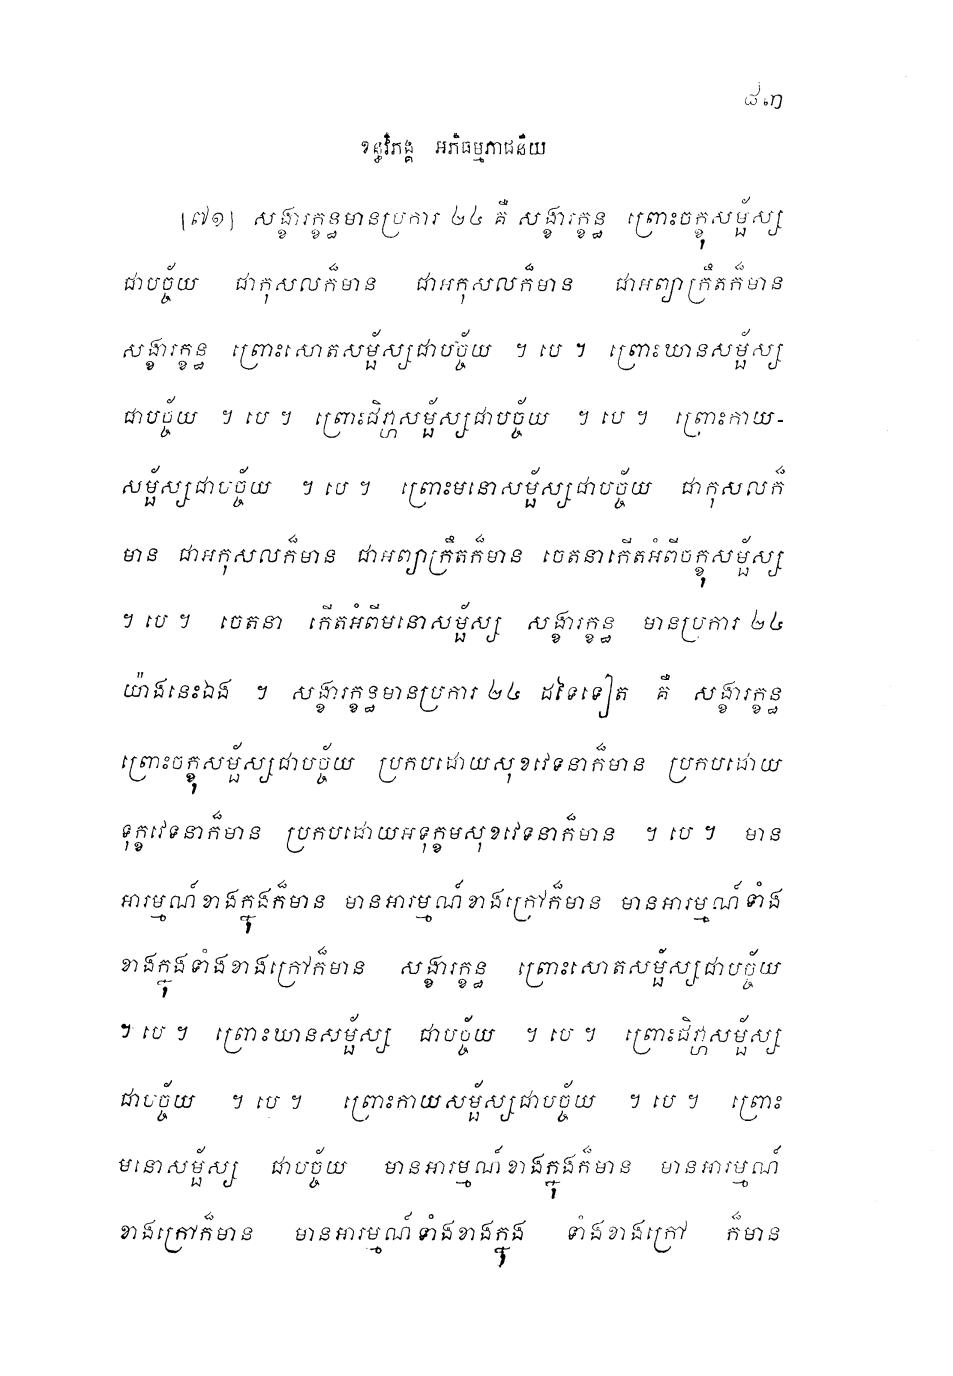 ៨៣
ខន្ធវិភង្គ អភិធម្មភាជនីយ
[៧១] សង្ខារក្ខន្ធមានប្រការ ២៤ គឺ សង្ខារក្ខន្ធ ព្រោះចក្ខុសម្ផ័ស្ស
ជាបច្ច័យ ជាកុសលក៏មាន ជាអកុសលក៏មាន ជាអព្យាក្រឹតក៏មាន
សង្ខារក្ខន្ធ ព្រោះសោតសម្ផ័ស្សជាបច្ច័យ ។ បេ ។ ព្រោះឃានសម្ផ័ស្ស
ជាបច្ច័យ ។ បេ ។ ព្រោះជិវ្ហាសម្ផ័ស្សជាបច្ច័យ ។ បេ ។ ព្រោះកាយ-
សម្ផ័ស្សជាបច្ច័យ ។ បេ ។ ព្រោះមនោសម្ផ័ស្សជាបច្ច័យ ជាកុសលក៏
មាន ជាអកុសលក៏មាន ជាអព្យាក្រឹតក៏មាន ចេតនាកើតអំពីចក្ខុសម្ផ័ស្ស
។ បេ ។ ចេតនា កើតអំពីមនោសម្ផ័ស្ស សង្ខារក្ខន្ធ មានប្រការ ២៤
យ៉ាងនេះឯង ។ សង្ខារក្ខន្ធមានប្រការ ២៤ ដទៃទៀត គឺ សង្ខារក្ខន្ធ
ព្រោះចក្ខុសម្ផ័ស្សជាបច្ច័យ ប្រកបដោយសុខវេទនាក៏មាន ប្រកបដោយ
ទុក្ខវេទនាក៏មាន ប្រកបដោយអទុក្ខមសុខវេទនាក៏មាន ។ បេ ។ មាន
អារម្មណ៍ខាងក្នុងក៏មាន មានអារម្មណ៍ខាងក្រៅក៏មាន មានអារម្មណ៍ទាំង
ខាងក្នុងទាំងខាងក្រៅក៏មាន សង្ខារក្ខន្ធ ព្រោះសោតសម្ផ័ស្សជាបច្ច័យ
។ បេ ។ ព្រោះឃានសម្ផ័ស្ស ជាបច្ច័យ ។ បេ ។ ព្រោះជិវ្ហាសម្ផ័ស្ស
ជាបច្ច័យ ។ បេ ។ ព្រោះកាយសម្ផ័ស្សជាបច្ច័យ ។ បេ ។ ព្រោះ
មនោសម្ផ័ស្ស ជាបច្ច័យ មានអារម្មណ៍ខាងក្នុងក៏មាន មានអារម្មណ៍
ខាងក្រៅក៏មាន មានអារម្មណ៍ទាំងខាងក្នុង ទាំងខាងក្រៅ ក៏មាន